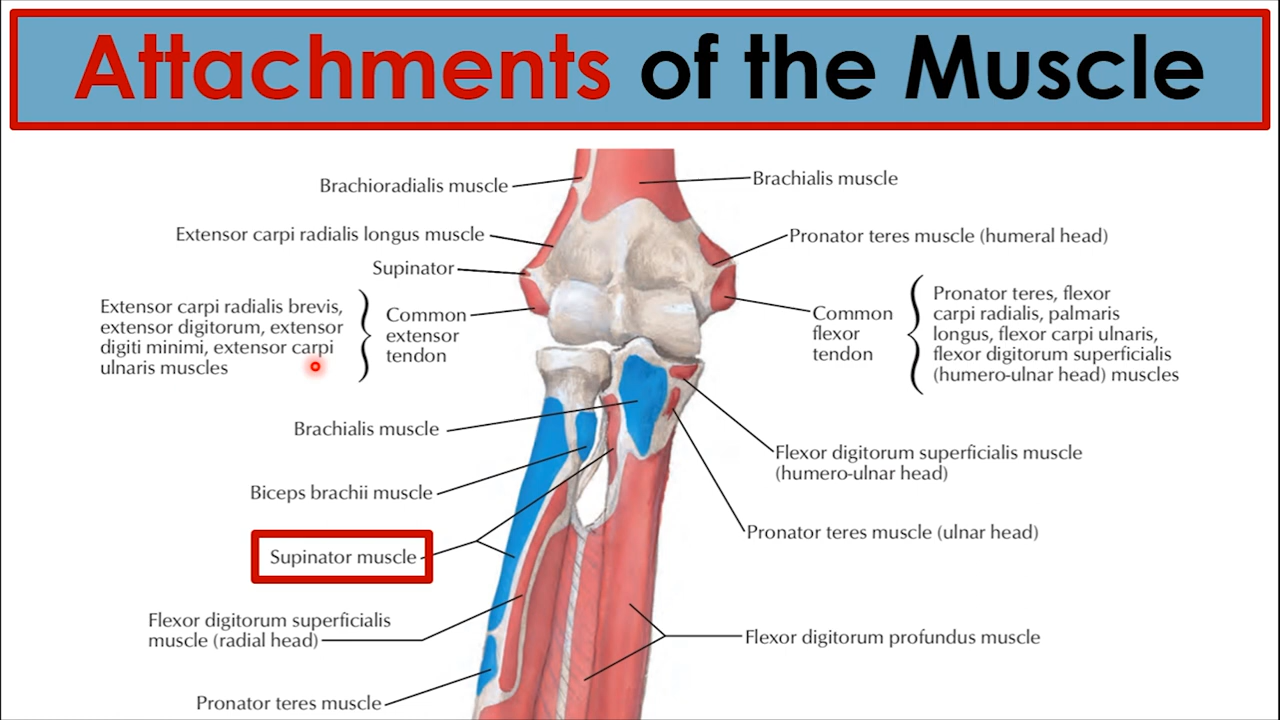 Attachments of the Muscle
Brachioradialis muscle
Brachialis muscle
Extensor carpi radialis longus muscle
Pronator teres muscle (humeral head)
Supinator
Extensor carpi radialis brevis,
extensor digitorum, extensor
digiti minimi, extensor carpi
ulnaris muscles
Common
extensor
tendon
Common
flexor
tendon
Pronator teres, flexor
carpi radialis, palmaris
longus, flexor carpi ulnaris,
flexor digitorum superficialis
(humero-ulnar head) muscles
Brachialis muscle
Flexor digitorum superficialis muscle
(humero-ulnar head)
Biceps brachii muscle
Pronator teres muscle (ulnar head)
Supinator muscle
Flexor digitorum superficialis
muscle (radial head)
Flexor digitorum profundus muscle
Pronator teres muscle